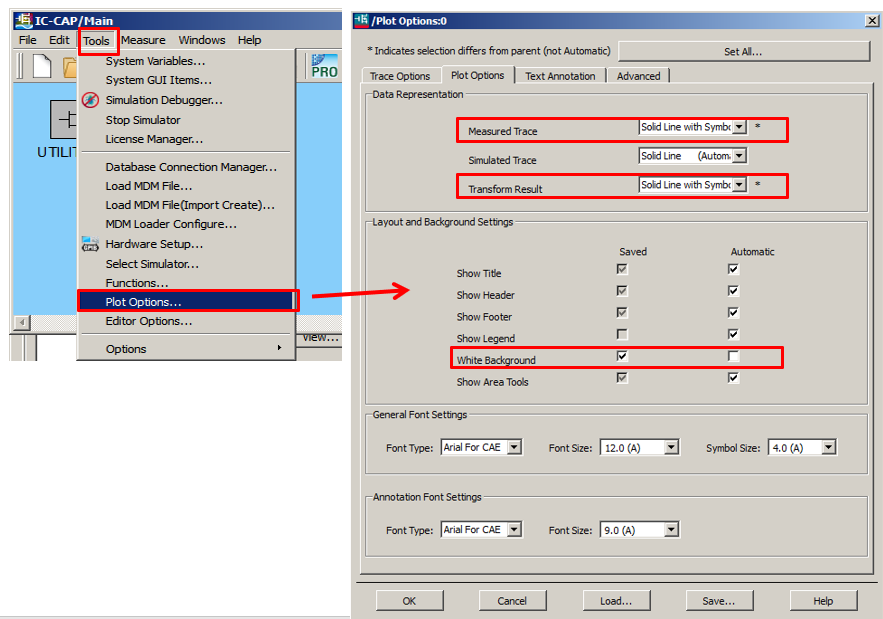 IC-CAP/Main
File Edit Tools Measure Windows Help
System Variables...
System GUI Items...
Simulation Debugger...
Stop Simulator
License Manager...
Database Connection Manager...
Load MDM File...
Load MDM File(Import Create)...
MDM Loader Configure...
Hardware Setup...
Select Simulator...
Functions...
Plot Options...
Editor Options...
Options
PRO
UTILIT
View...
/Plot Options:0
* Indicates selection differs from parent (not Automatic) Set All...
Trace Options Plot Options Text Annotation Advanced
Data Representation
Measured Trace Solid Line with Symbo *
Simulated Trace Solid Line (Autom
Transform Result Solid Line with Symbo *
Layout and Background Settings
Saved Automatic
Show Title
Show Header
Show Footer
Show Legend
White Background
Show Area Tools
General Font Settings
Font Type: Arial For CAE Font Size: 12.0 (A) Symbol Size: 4.0 (A)
Annotation Font Settings
Font Type: Arial For CAE Font Size: 9.0 (A)
OK Cancel Load... Save... Help